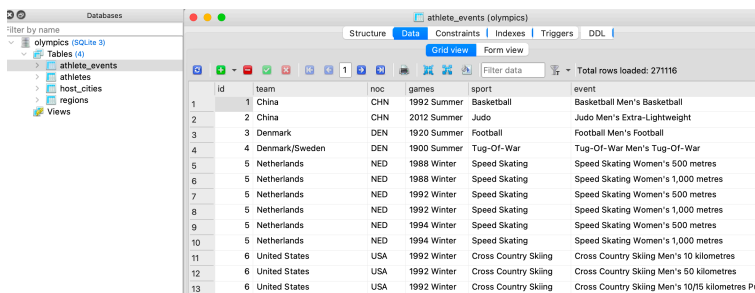 Databases
athlete_events (olympics)
Filter by name
olympics (SQLite 3)
Tables (4)
athlete_events
athletes
host_cities
regions
Views
Structure Data Constraints Indexes Triggers DDL
Grid view Form view
1 Filter data Total rows loaded: 271116
id team noc games sport event
1 1 China CHN 1992 Summer Basketball Basketball Men's Basketball
2 2 China CHN 2012 Summer Judo Judo Men's Extra-Lightweight
3 3 Denmark DEN 1920 Summer Football Football Men's Football
4 4 Denmark/Sweden DEN 1900 Summer Tug-Of-War Tug-Of-War Men's Tug-Of-War
5 5 Netherlands NED 1988 Winter Speed Skating Speed Skating Women's 500 metres
6 5 Netherlands NED 1988 Winter Speed Skating Speed Skating Women's 1,000 metres
7 5 Netherlands NED 1992 Winter Speed Skating Speed Skating Women's 500 metres
8 5 Netherlands NED 1992 Winter Speed Skating Speed Skating Women's 1,000 metres
9 5 Netherlands NED 1994 Winter Speed Skating Speed Skating Women's 500 metres
10 5 Netherlands NED 1994 Winter Speed Skating Speed Skating Women's 1,000 metres
11 6 United States USA 1992 Winter Cross Country Skiing Cross Country Skiing Men's 10 kilometres
12 6 United States USA 1992 Winter Cross Country Skiing Cross Country Skiing Men's 50 kilometres
13 6 United States USA 1992 Winter Cross Country Skiing Cross Country Skiing Men's 10/15 kilometres